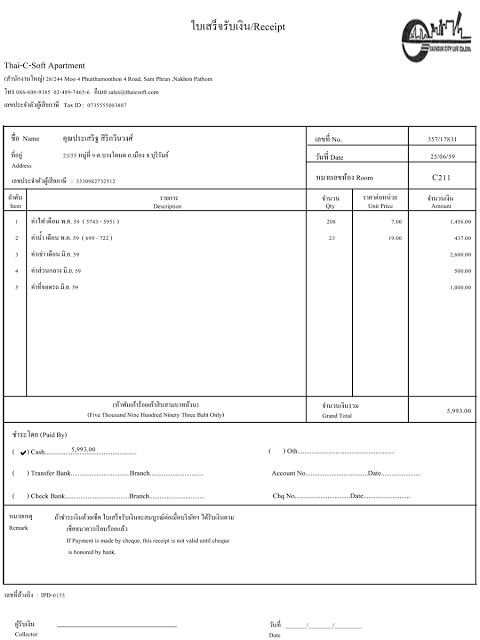 ใบเสร็จรับเงิน/Receipt
Thai-C-Soft Apartment
(สำนักงานใหญ่) 28/244 Moo 4 Phutthamonthon 4 Road, Sam Phran ,Nakhon Pathom
โทร 086-608-9385 02-489-7465-6 อีเมล sales@thaicsoft.com
เลขประจำตัวผู้เสียภาษี Tax ID : 0735555003807
ชื่อ Name คุณประเสริฐ สิริกวินวงศ์ เลขที่ No. 357/17831
ที่อยู่ 23/55 หมู่ที่ 9 ต.บางโตนด อ.เมือง จ.บุรีรัมย์ วันที่ Date 23/06/59
Address
เลขประจำตัวผู้เสียภาษี : 3330982732512 หมายเลขห้อง Room C211
ลำดับ รายการ จำนวน ราคาต่อหน่วย จำนวนเงิน
Item Description Qty Unit Price Amount
1 ค่าไฟ เดือน พ.ค. 59 ( 5743 - 5951 ) 208 7.00 1,456.00
2 ค่าน้ำ เดือน พ.ค. 59 ( 699 - 722 ) 23 19.00 437.00
3 ค่าเช่า เดือน มิ.ย. 59 2,600.00
4 ค่าส่วนกลาง มิ.ย. 59 500.00
5 ค่าที่จอดรถ มิ.ย. 59 1,000.00
(ห้าพันเก้าร้อยเก้าสิบสามบาทถ้วน) จำนวนเงินรวม
(Five Thousand Nine Hundred Ninety Three Baht Only) Grand Total 5,993.00
ชำระโดย (Paid By)
( ✓ ) Cash.....5,993.00..... ( ) Oth.....
( ) Transfer Bank.....Branch..... Account No.....Date.....
( ) Check Bank.....Branch..... Chq No.....Date.....
หมายเหตุ ถ้าชำระเงินด้วยเช็ค ใบเสร็จรับเงินจะสมบูรณ์ต่อเมื่อบริษัทฯ ได้รับเงินตาม
Remark เช็คธนาคารเรียบร้อยแล้ว
If Payment is made by cheque, this receipt is not valid until cheque
is honored by bank.
เลขที่อ้างอิง : IPD-0155
ผู้รับเงิน วันที่ ____/____/____
Collector Date